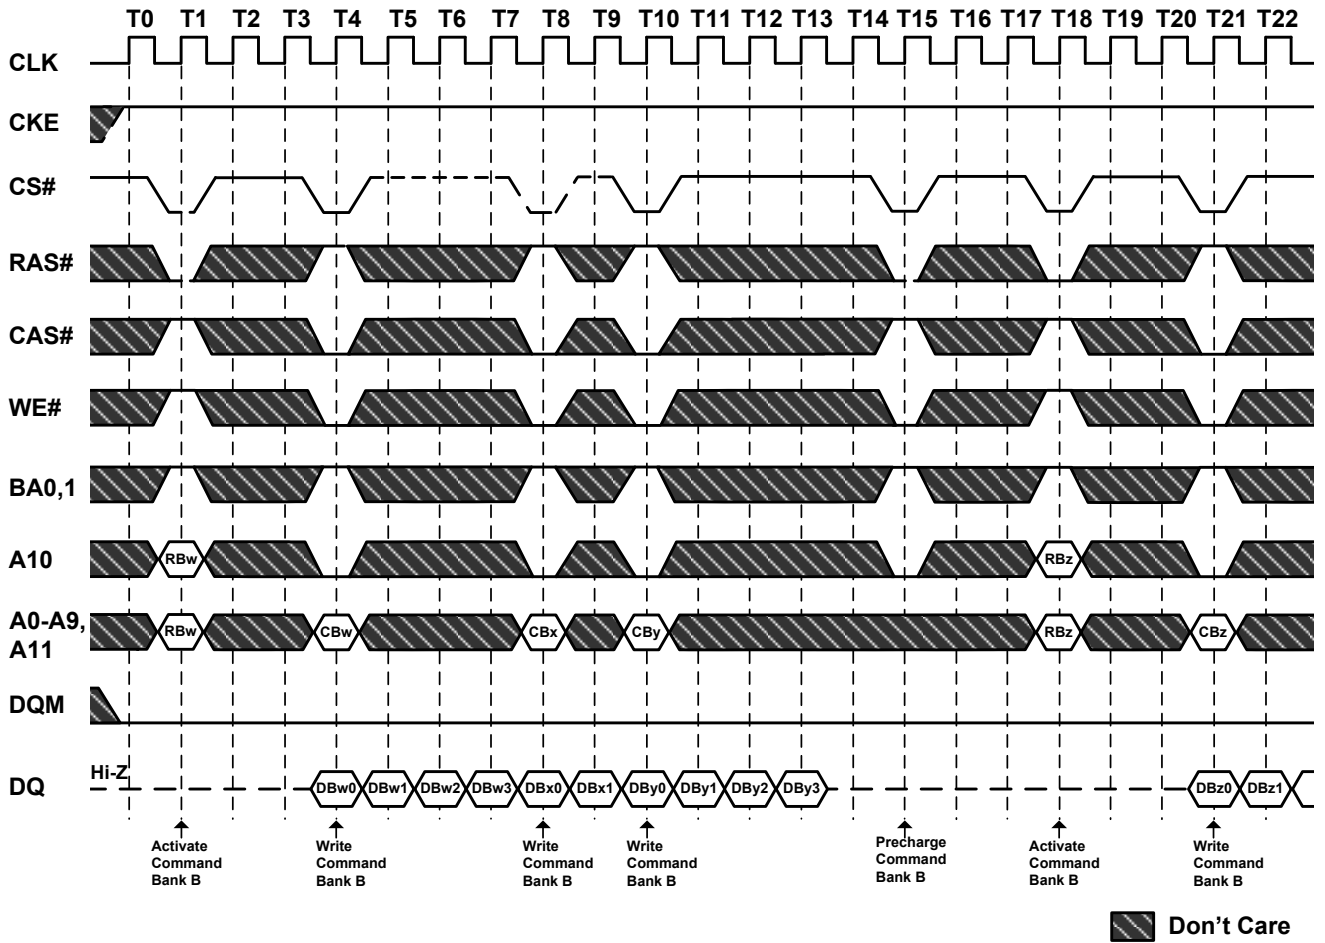 T0 T1 T2 T3 T4 T5 T6 T7 T8 T9 T10 T11 T12 T13 T14 T15 T16 T17 T18 T19 T20 T21 T22
CLK
CKE
CS#
RAS#
CAS#
WE#
BA0,1
A10 RBw RBz
A0-A9,
A11
RBw CBw CBx CBy RBz CBz
DQM
Hi-Z
DQ DBw0 DBw1 DBw2 DBw3 DBx0 DBx1 DBy0 DBy1 DBy2 DBy3 DBz0 DBz1
Activate
Command
Bank B
Write
Command
Bank B
Write
Command
Bank B
Write
Command
Bank B
Precharge
Command
Bank B
Activate
Command
Bank B
Write
Command
Bank B
Don't Care